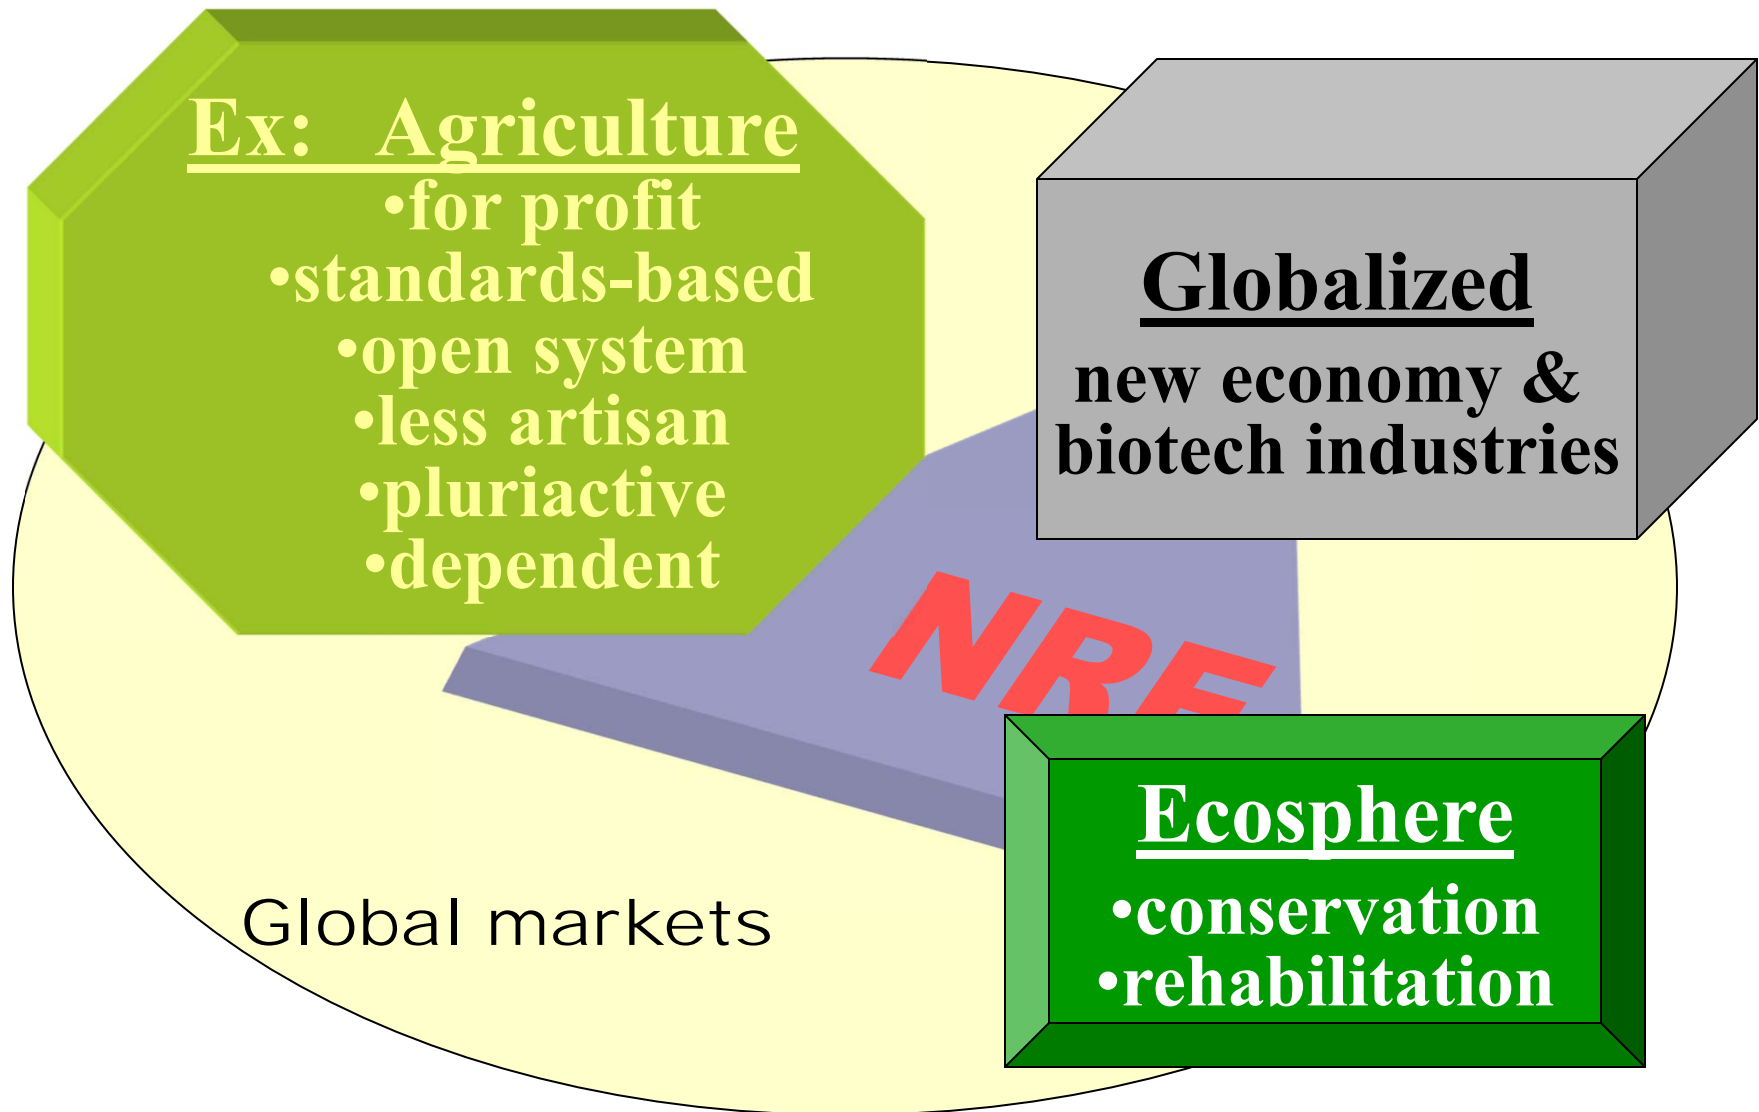 Ex: Agriculture
•for profit
•standards-based
•open system
•less artisan
•pluriactive
•dependent
Globalized
new economy &
biotech industries
NRE
Ecosphere
•conservation
•rehabilitation
Global markets